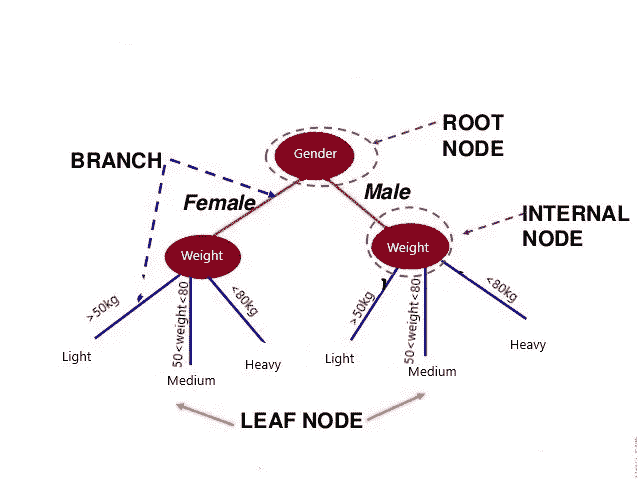 ROOT
NODE
Gender
BRANCH
Female
Male
INTERNAL
NODE
Weight
Weight
>50kg
50<weight<80
<80kg
>50kg
50<weight<80
<80kg
Light
Medium
Heavy
Light
Medium
Heavy
LEAF NODE